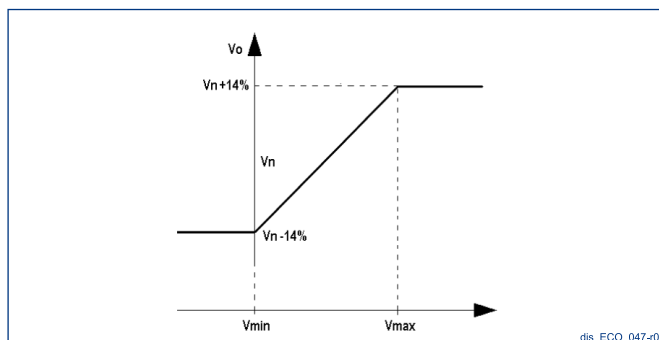 Vo
Vn +14%
Vn
Vn -14%
Vmin
Vmax
dis_ECO_047-r0